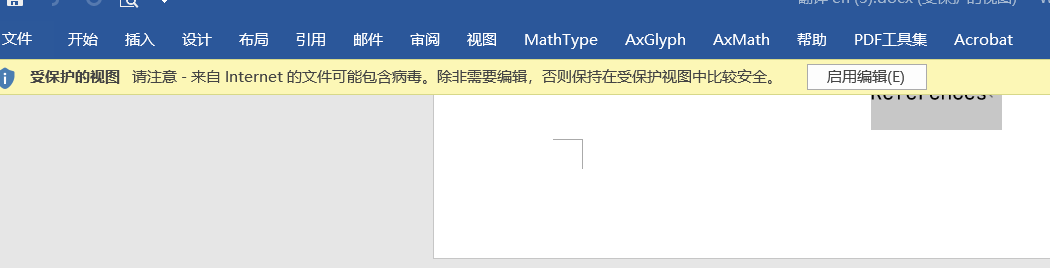 翻译 en (3).docx (受保护的视图)
文件 开始 插入 设计 布局 引用 邮件 审阅 视图 MathType AxGlyph AxMath 帮助 PDF工具集 Acrobat
受保护的视图 请注意 - 来自 Internet 的文件可能包含病毒。除非需要编辑，否则保持在受保护视图中比较安全。 启用编辑(E)
References